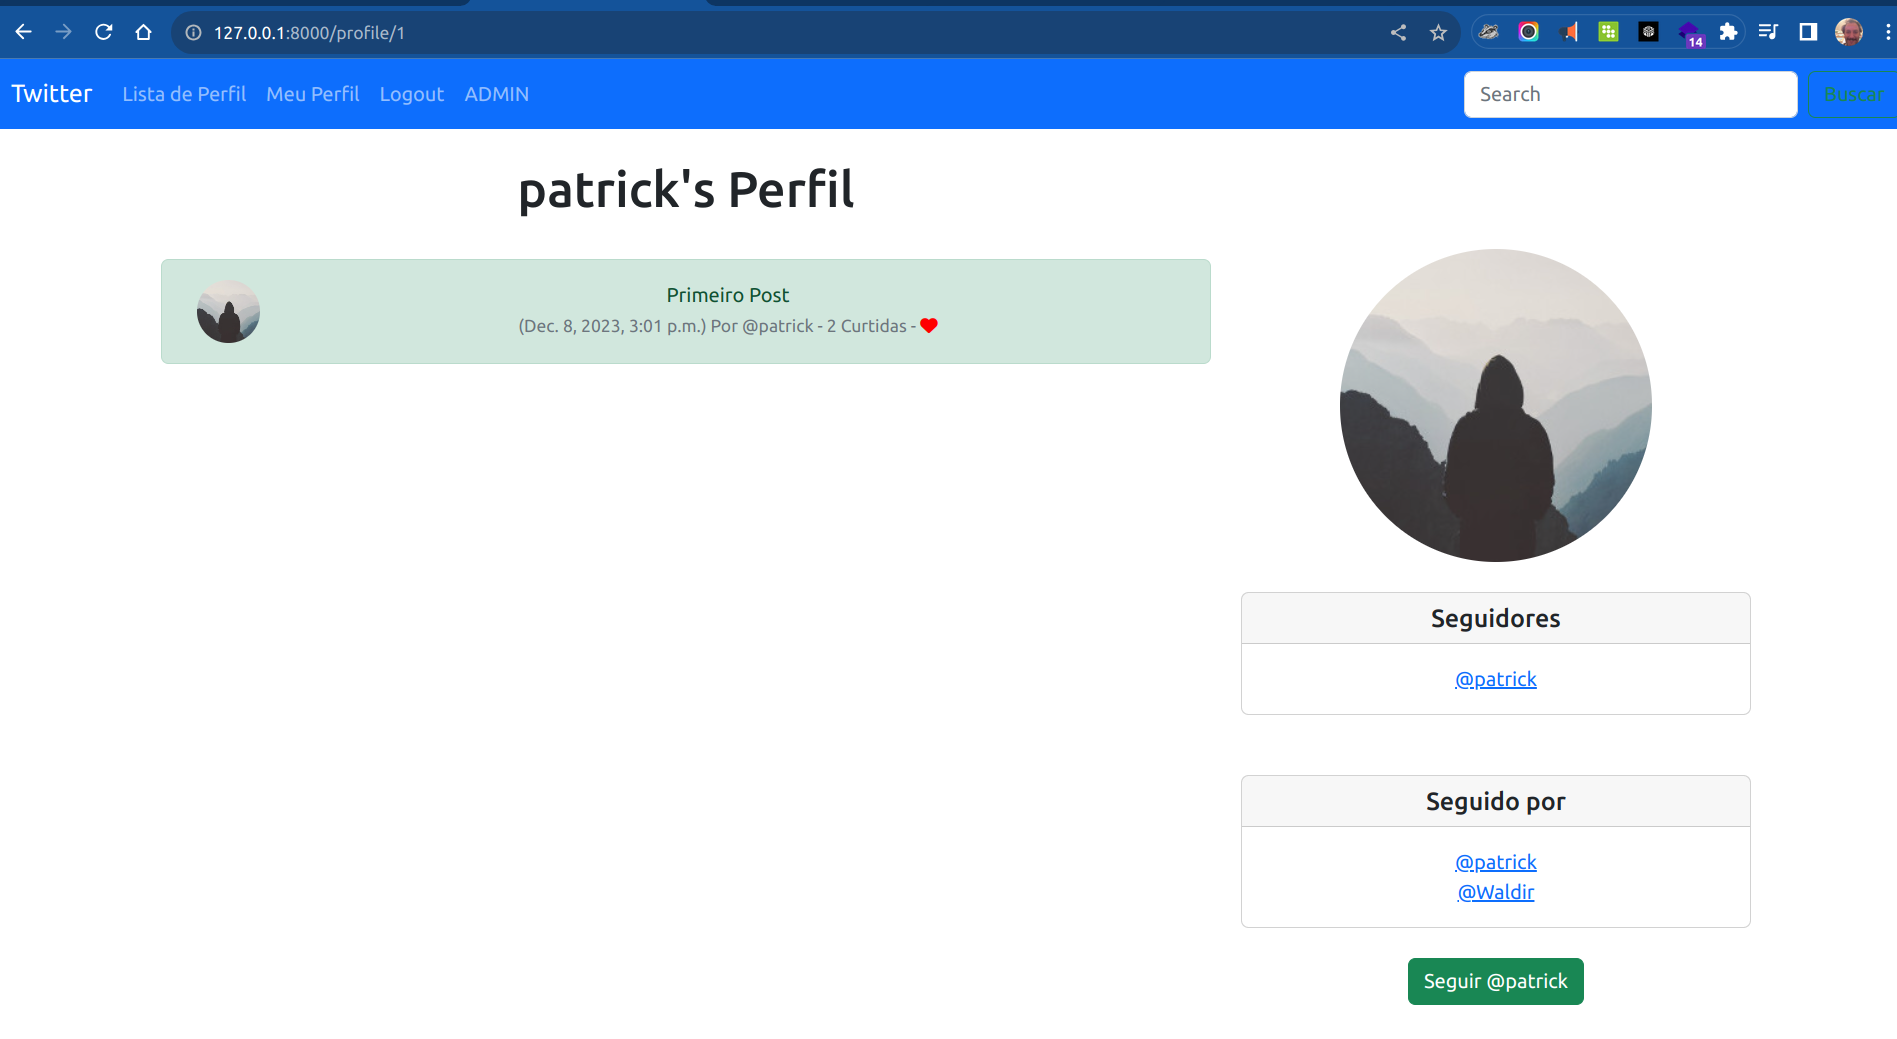 127.0.0.1:8000/profile/1
14
Twitter Lista de Perfil Meu Perfil Logout ADMIN Search Buscar
patrick's Perfil
Primeiro Post
(Dec. 8, 2023, 3:01 p.m.) Por @patrick - 2 Curtidas -
Seguidores
@patrick
Seguido por
@patrick
@Waldir
Seguir @patrick